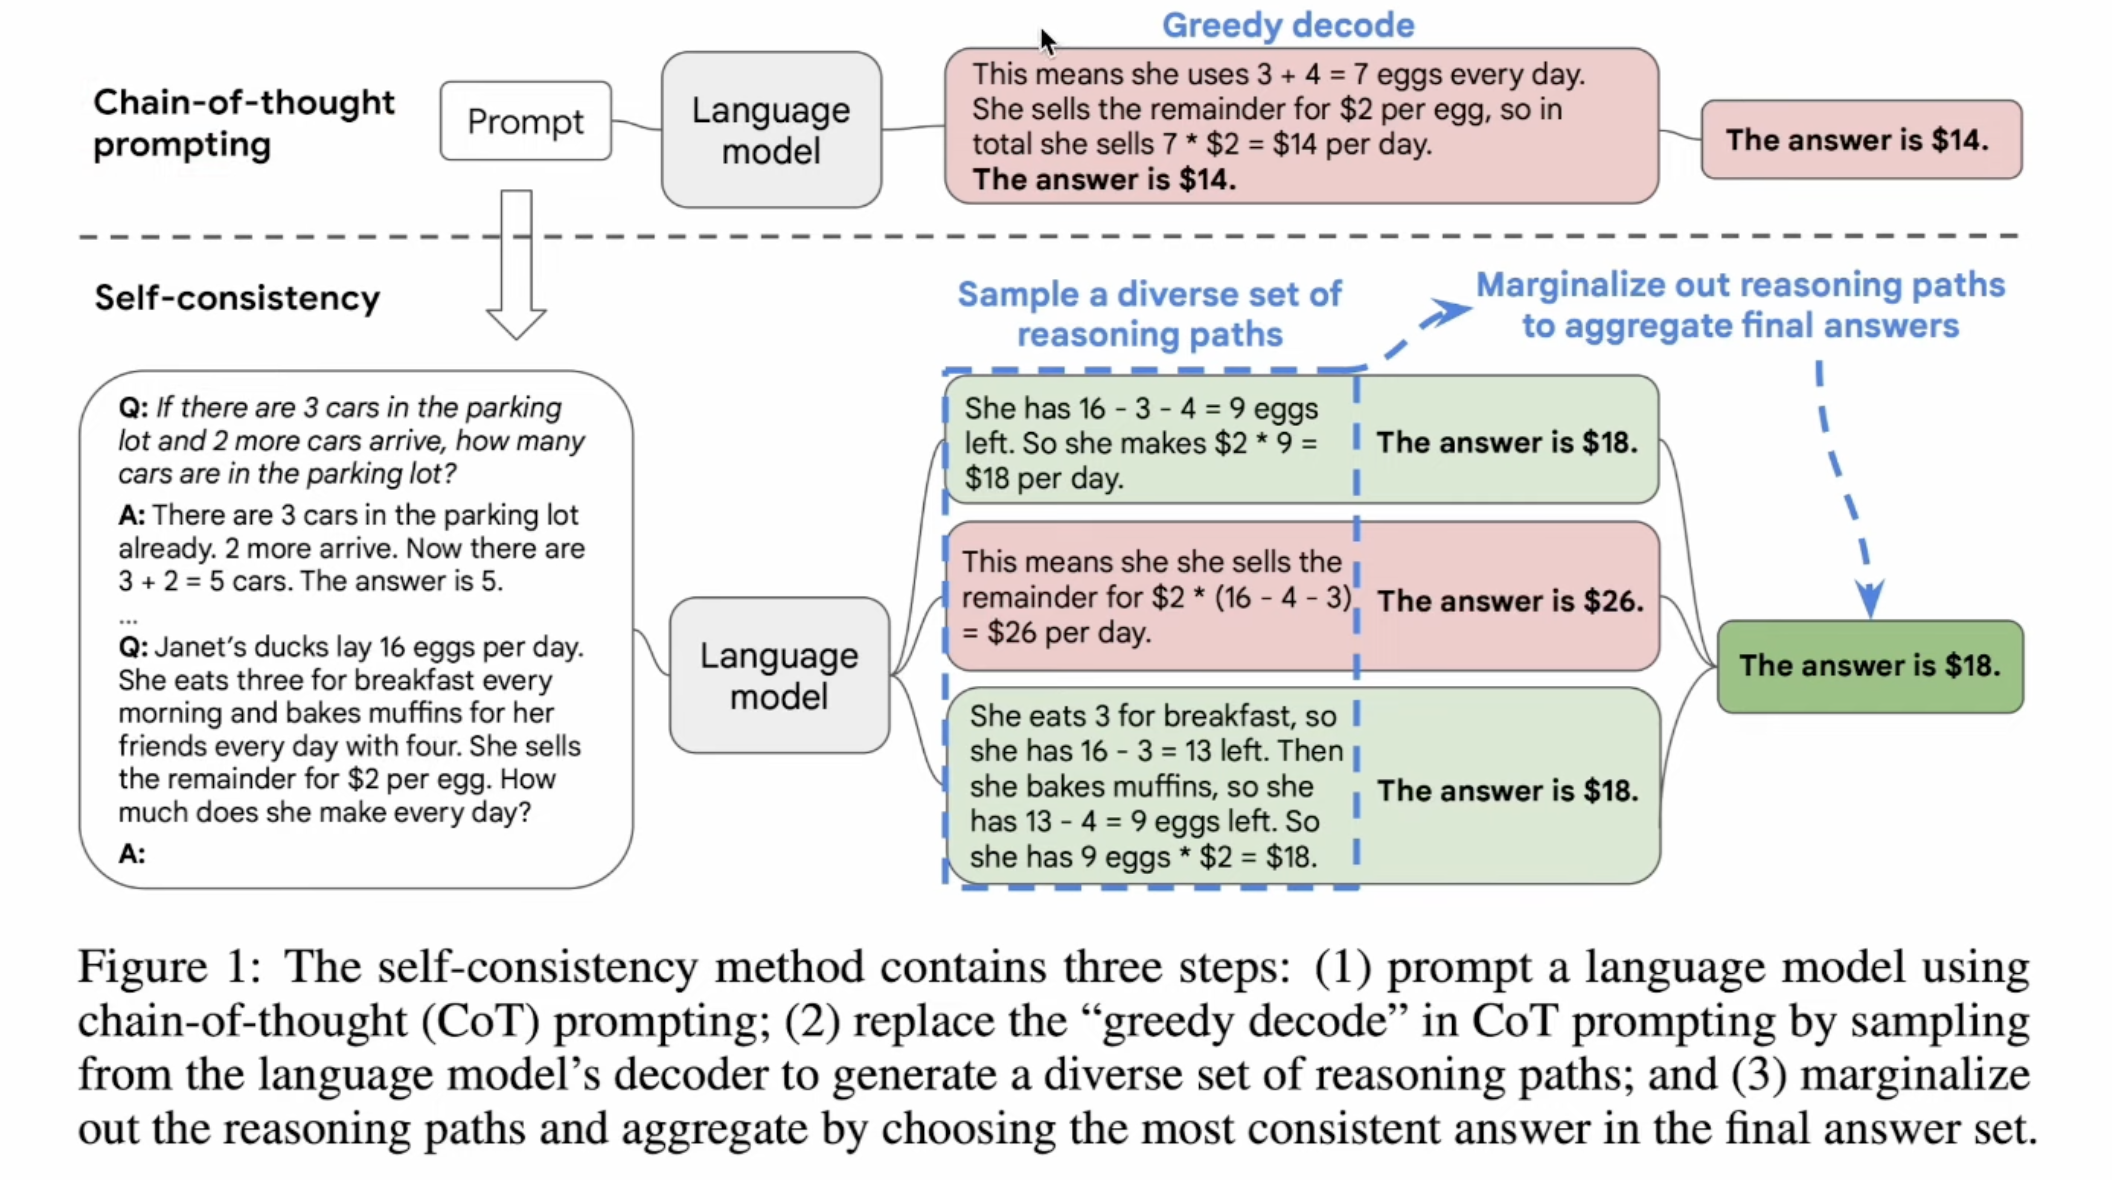 Greedy decode
Chain-of-thought
prompting
Prompt
Language
model
This means she uses 3 + 4 = 7 eggs every day.
She sells the remainder for $2 per egg, so in
total she sells 7 * $2 = $14 per day.
The answer is $14.
The answer is $14.
Self-consistency
Sample a diverse set of
reasoning paths
Marginalize out reasoning paths
to aggregate final answers
Q: If there are 3 cars in the parking
lot and 2 more cars arrive, how many
cars are in the parking lot?
A: There are 3 cars in the parking lot
already. 2 more arrive. Now there are
3 + 2 = 5 cars. The answer is 5.
...
Q: Janet's ducks lay 16 eggs per day.
She eats three for breakfast every
morning and bakes muffins for her
friends every day with four. She sells
the remainder for $2 per egg. How
much does she make every day?
A:
Language
model
She has 16 - 3 - 4 = 9 eggs
left. So she makes $2 * 9 =
$18 per day.
The answer is $18.
This means she she sells the
remainder for $2 * (16 - 4 - 3)
= $26 per day.
The answer is $26.
She eats 3 for breakfast, so
she has 16 - 3 = 13 left. Then
she bakes muffins, so she
has 13 - 4 = 9 eggs left. So
she has 9 eggs * $2 = $18.
The answer is $18.
The answer is $18.
Figure 1: The self-consistency method contains three steps: (1) prompt a language model using
chain-of-thought (CoT) prompting; (2) replace the “greedy decode” in CoT prompting by sampling
from the language model’s decoder to generate a diverse set of reasoning paths; and (3) marginalize
out the reasoning paths and aggregate by choosing the most consistent answer in the final answer set.